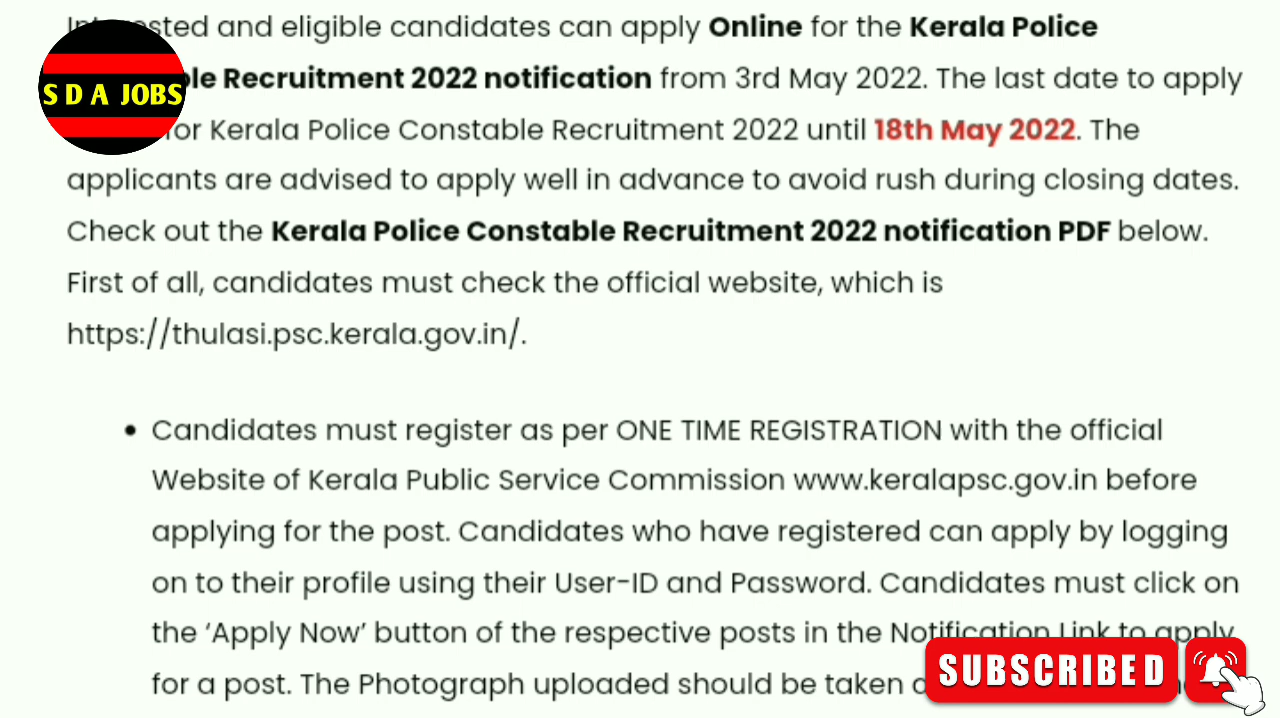 Interested and eligible candidates can apply Online for the Kerala Police
Recruitment 2022 notification from 3rd May 2022. The last date to apply
S D A JOBS
for Kerala Police Constable Recruitment 2022 until 18th May 2022. The
applicants are advised to apply well in advance to avoid rush during closing dates.
Check out the Kerala Police Constable Recruitment 2022 notification PDF below.
First of all, candidates must check the official website, which is
https://thulasi.psc.kerala.gov.in/.
• Candidates must register as per ONE TIME REGISTRATION with the official
Website of Kerala Public Service Commission www.keralapsc.gov.in before
applying for the post. Candidates who have registered can apply by logging
on to their profile using their User-ID and Password. Candidates must click on
the ‘Apply Now’ button of the respective posts in the Notification Link to apply
for a post. The Photograph uploaded should be taken
SUBSCRIBED